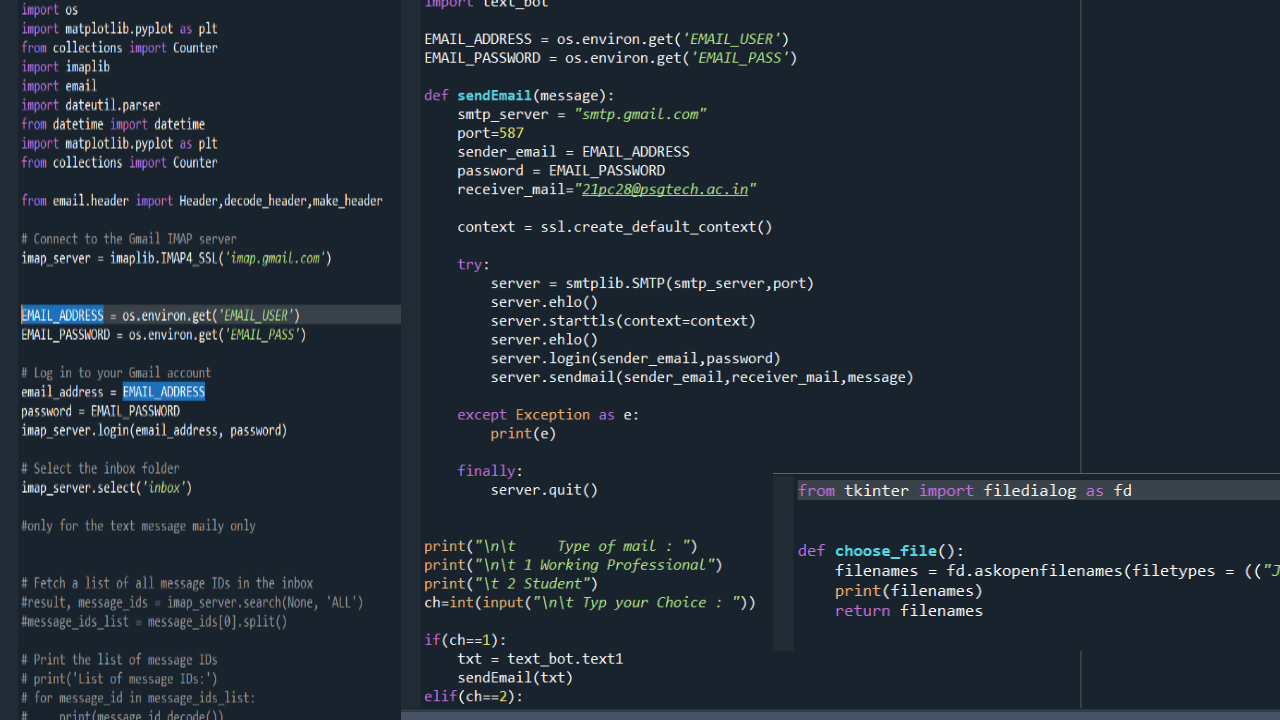 import os
import matplotlib.pyplot as plt
from collections import Counter
import imaplib
import email
import dateutil.parser
from datetime import datetime
import matplotlib.pyplot as plt
from collections import Counter
from email.header import Header,decode_header,make_header
# Connect to the Gmail IMAP server
imap_server = imaplib.IMAP4_SSL('imap.gmail.com')
EMAIL_ADDRESS = os.environ.get('EMAIL_USER')
EMAIL_PASSWORD = os.environ.get('EMAIL_PASS')
# Log in to your Gmail account
email_address = EMAIL_ADDRESS
password = EMAIL_PASSWORD
imap_server.login(email_address, password)
# Select the inbox folder
imap_server.select('inbox')
#only for the text message maily only
# Fetch a list of all message IDs in the inbox
#result, message_ids = imap_server.search(None, 'ALL')
#message_ids_list = message_ids[0].split()
# Print the list of message IDs
# print('List of message IDs:')
# for message_id in message_ids_list:
#     print(message_id.decode())
import text_bot
EMAIL_ADDRESS = os.environ.get('EMAIL_USER')
EMAIL_PASSWORD = os.environ.get('EMAIL_PASS')
def sendEmail(message):
    smtp_server = "smtp.gmail.com"
    port=587
    sender_email = EMAIL_ADDRESS
    password = EMAIL_PASSWORD
    receiver_mail="21pc28@psgtech.ac.in"
    context = ssl.create_default_context()
    try:
        server = smtplib.SMTP(smtp_server,port)
        server.ehlo()
        server.starttls(context=context)
        server.ehlo()
        server.login(sender_email,password)
        server.sendmail(sender_email,receiver_mail,message)
    except Exception as e:
        print(e)
    finally:
        server.quit()
print("\n\t     Type of mail : ")
print("\n\t 1 Working Professional")
print("\t 2 Student")
ch=int(input("\n\t Typ your Choice : "))
if(ch==1):
    txt = text_bot.text1
    sendEmail(txt)
elif(ch==2):
from tkinter import filedialog as fd
def choose_file():
    filenames = fd.askopenfilenames(filetypes = (("J
    print(filenames)
    return filenames